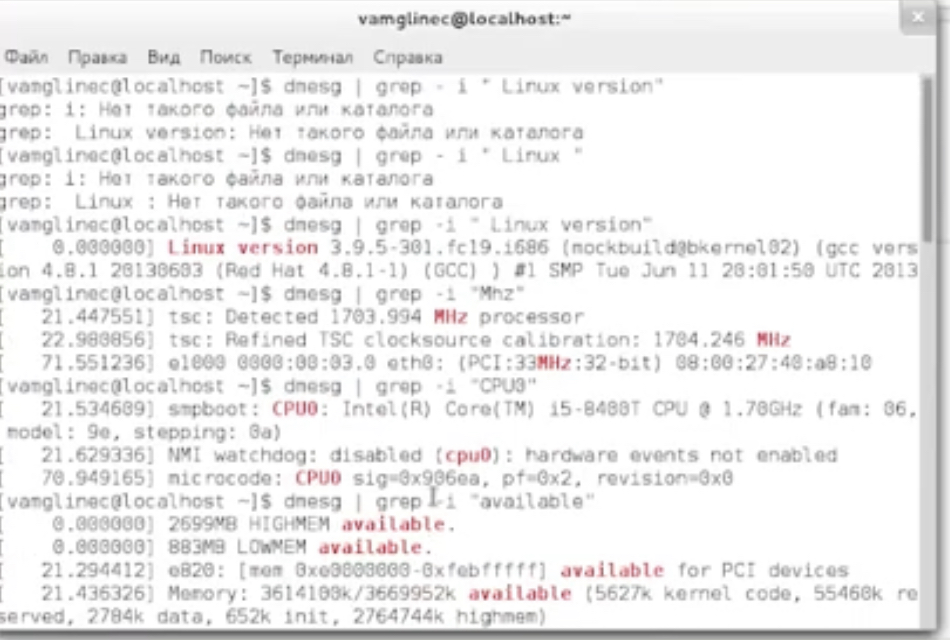 vamglinec@localhost:~
Файл Правка Вид Поиск Терминал Справка
[vamglinec@localhost ~]$ dmesg | grep - i " Linux version"
grep: i: Нет такого файла или каталога
grep:  Linux version: Нет такого файла или каталога
[vamglinec@localhost ~]$ dmesg | grep - i " Linux "
grep: i: Нет такого файла или каталога
grep:  Linux : Нет такого файла или каталога
[vamglinec@localhost ~]$ dmesg | grep -i " Linux version"
[    0.000000] Linux version 3.9.5-301.fc19.i686 (mockbuild@bkernel02) (gcc vers
ion 4.8.1 20130603 (Red Hat 4.8.1-1) (GCC) ) #1 SMP Tue Jun 11 20:01:50 UTC 2013
[vamglinec@localhost ~]$ dmesg | grep -i "Mhz"
[   21.447551] tsc: Detected 1703.994 MHz processor
[   22.980856] tsc: Refined TSC clocksource calibration: 1704.246 MHz
[   71.551236] e1000 0000:00:03.0 eth0: (PCI:33MHz:32-bit) 08:00:27:40:a8:10
[vamglinec@localhost ~]$ dmesg | grep -i "CPU0"
[   21.534609] smpboot: CPU0: Intel(R) Core(TM) i5-8400T CPU @ 1.70GHz (fam: 06,
 model: 9e, stepping: 0a)
[   21.629336] NMI watchdog: disabled (cpu0): hardware events not enabled
[   70.949165] microcode: CPU0 sig=0x906ea, pf=0x2, revision=0x0
[vamglinec@localhost ~]$ dmesg | grep -i "available"
[    0.000000] 2699MB HIGHMEM available.
[    0.000000] 883MB LOWMEM available.
[   21.294412] e820: [mem 0xe0000000-0xfebfffff] available for PCI devices
[   21.436326] Memory: 3614100k/3669952k available (5627k kernel code, 55460k re
served, 2784k data, 652k init, 2764744k highmem)